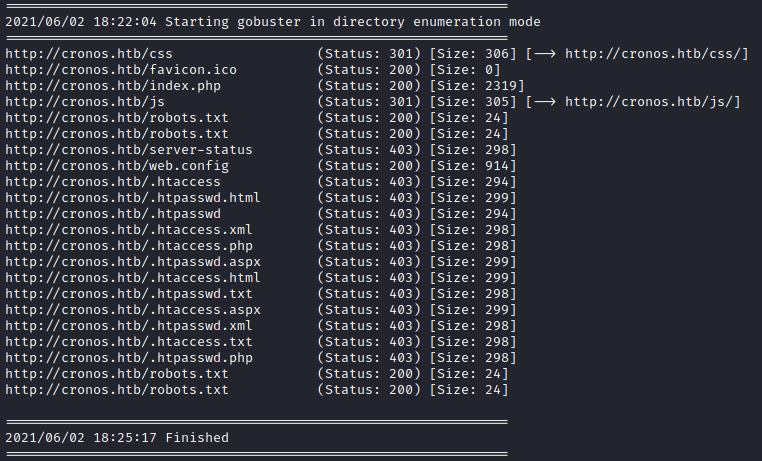 ===============================================================
2021/06/02 18:22:04 Starting gobuster in directory enumeration mode
===============================================================
http://cronos.htb/css                  (Status: 301) [Size: 306] [--> http://cronos.htb/css/]
http://cronos.htb/favicon.ico          (Status: 200) [Size: 0]
http://cronos.htb/index.php            (Status: 200) [Size: 2319]
http://cronos.htb/js                   (Status: 301) [Size: 305] [--> http://cronos.htb/js/]
http://cronos.htb/robots.txt           (Status: 200) [Size: 24]
http://cronos.htb/robots.txt           (Status: 200) [Size: 24]
http://cronos.htb/server-status        (Status: 403) [Size: 298]
http://cronos.htb/web.config           (Status: 200) [Size: 914]
http://cronos.htb/.htaccess            (Status: 403) [Size: 294]
http://cronos.htb/.htpasswd.html       (Status: 403) [Size: 299]
http://cronos.htb/.htpasswd            (Status: 403) [Size: 294]
http://cronos.htb/.htaccess.xml        (Status: 403) [Size: 298]
http://cronos.htb/.htaccess.php        (Status: 403) [Size: 298]
http://cronos.htb/.htpasswd.aspx       (Status: 403) [Size: 299]
http://cronos.htb/.htaccess.html       (Status: 403) [Size: 299]
http://cronos.htb/.htpasswd.txt        (Status: 403) [Size: 298]
http://cronos.htb/.htaccess.aspx       (Status: 403) [Size: 299]
http://cronos.htb/.htpasswd.xml        (Status: 403) [Size: 298]
http://cronos.htb/.htaccess.txt        (Status: 403) [Size: 298]
http://cronos.htb/.htpasswd.php        (Status: 403) [Size: 298]
http://cronos.htb/robots.txt           (Status: 200) [Size: 24]
http://cronos.htb/robots.txt           (Status: 200) [Size: 24]
===============================================================
2021/06/02 18:25:17 Finished
===============================================================